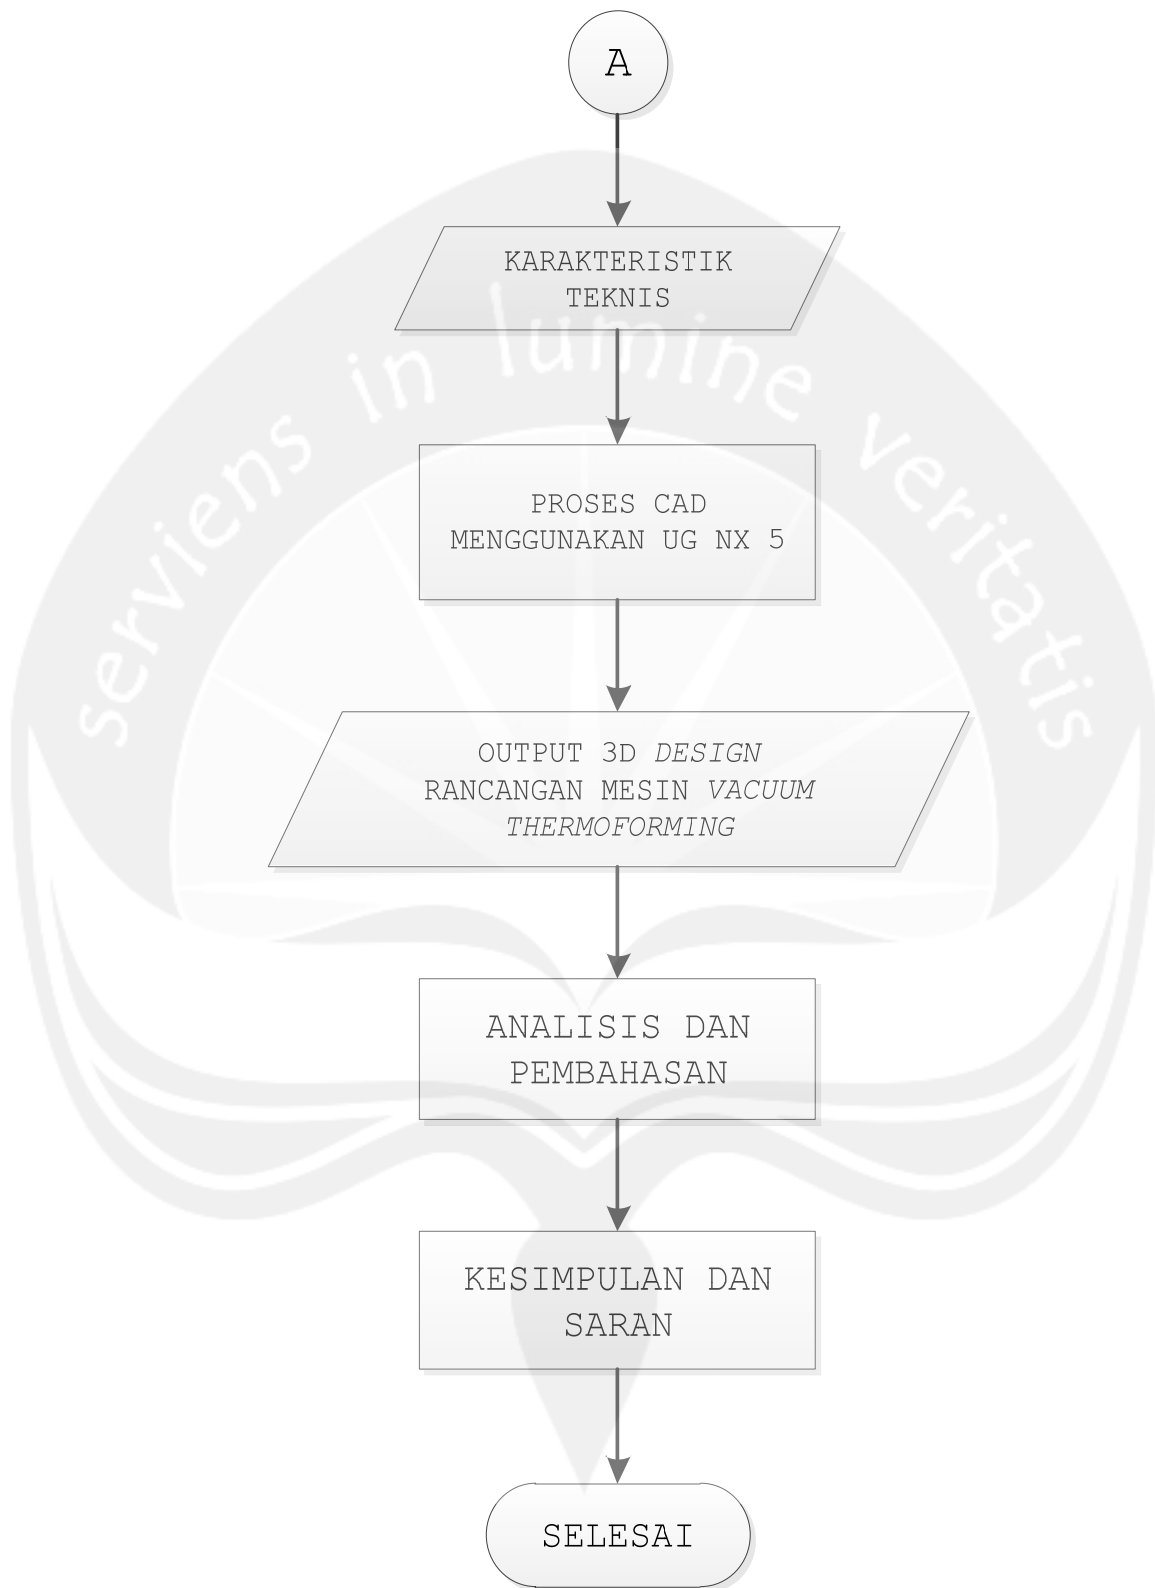 A
KARAKTERISTIK
TEKNIS
serviens in lumine veritatis
PROSES CAD
MENGGUNAKAN UG NX 5
OUTPUT 3D DESIGN
RANCANGAN MESIN VACUUM
THERMOFORMING
ANALISIS DAN
PEMBAHASAN
KESIMPULAN DAN
SARAN
SELESAI